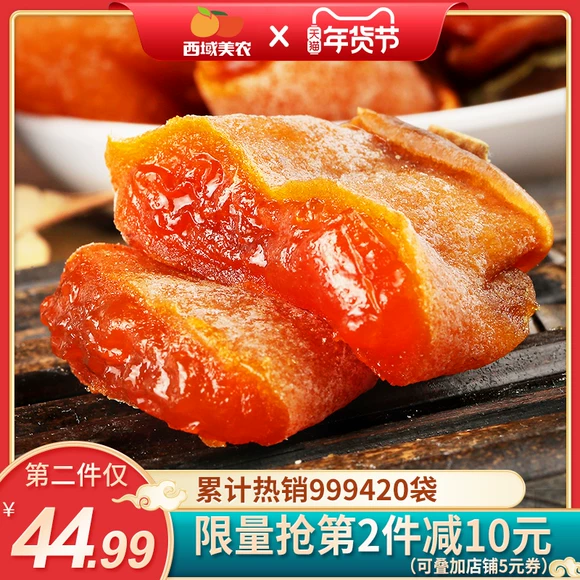 西域美农 X 天猫 年货节
第二件仅
¥44.99
累计热销999420袋
限量抢第2件减10元
(可叠加店铺5元券)